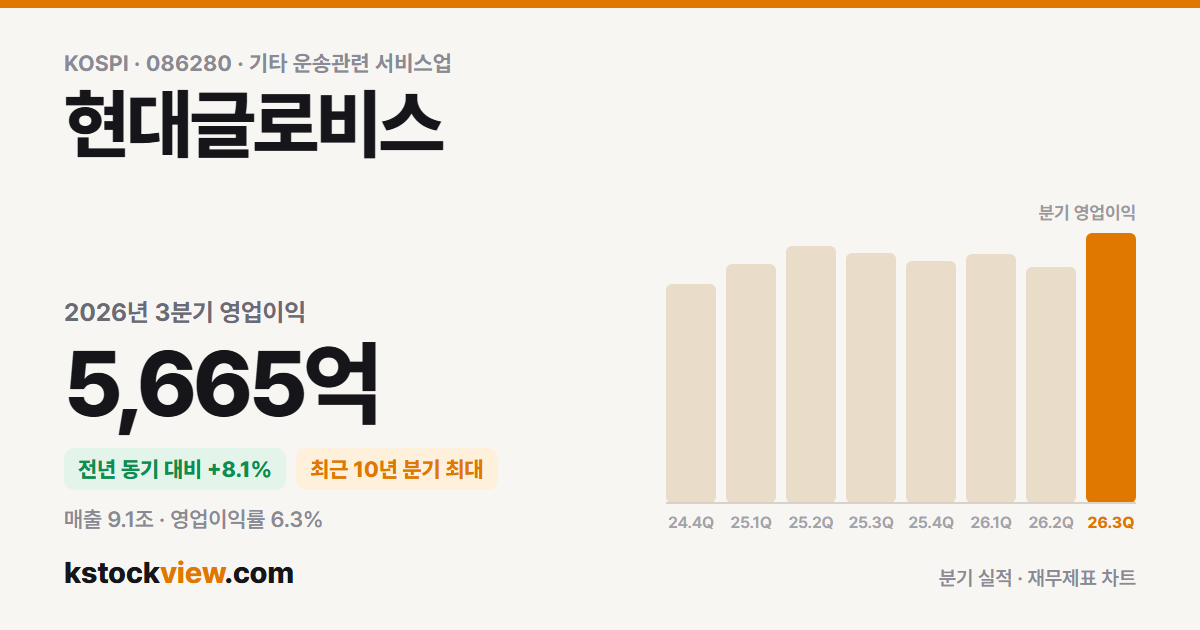 KOSPI · 086280 · 기타 운송관련 서비스업
현대글로비스
2026년 3분기 영업이익
5,665억
전년 동기 대비 +8.1%
최근 10년 분기 최대
매출 9.1조 · 영업이익률 6.3%
kstockview.com
분기 영업이익
24.4Q 25.1Q 25.2Q 25.3Q 25.4Q 26.1Q 26.2Q 26.3Q
분기 실적 · 재무제표 차트